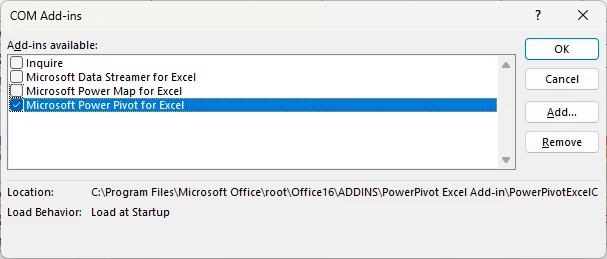 COM Add-ins
?
Add-ins available:
OK
Inquire
Microsoft Data Streamer for Excel
Cancel
Microsoft Power Map for Excel
Microsoft Power Pivot for Excel
Add...
Remove
Location: C:\Program Files\Microsoft Office\root\Office16\ADDINS\PowerPivot Excel Add-in\PowerPivotExcelC
Load Behavior: Load at Startup